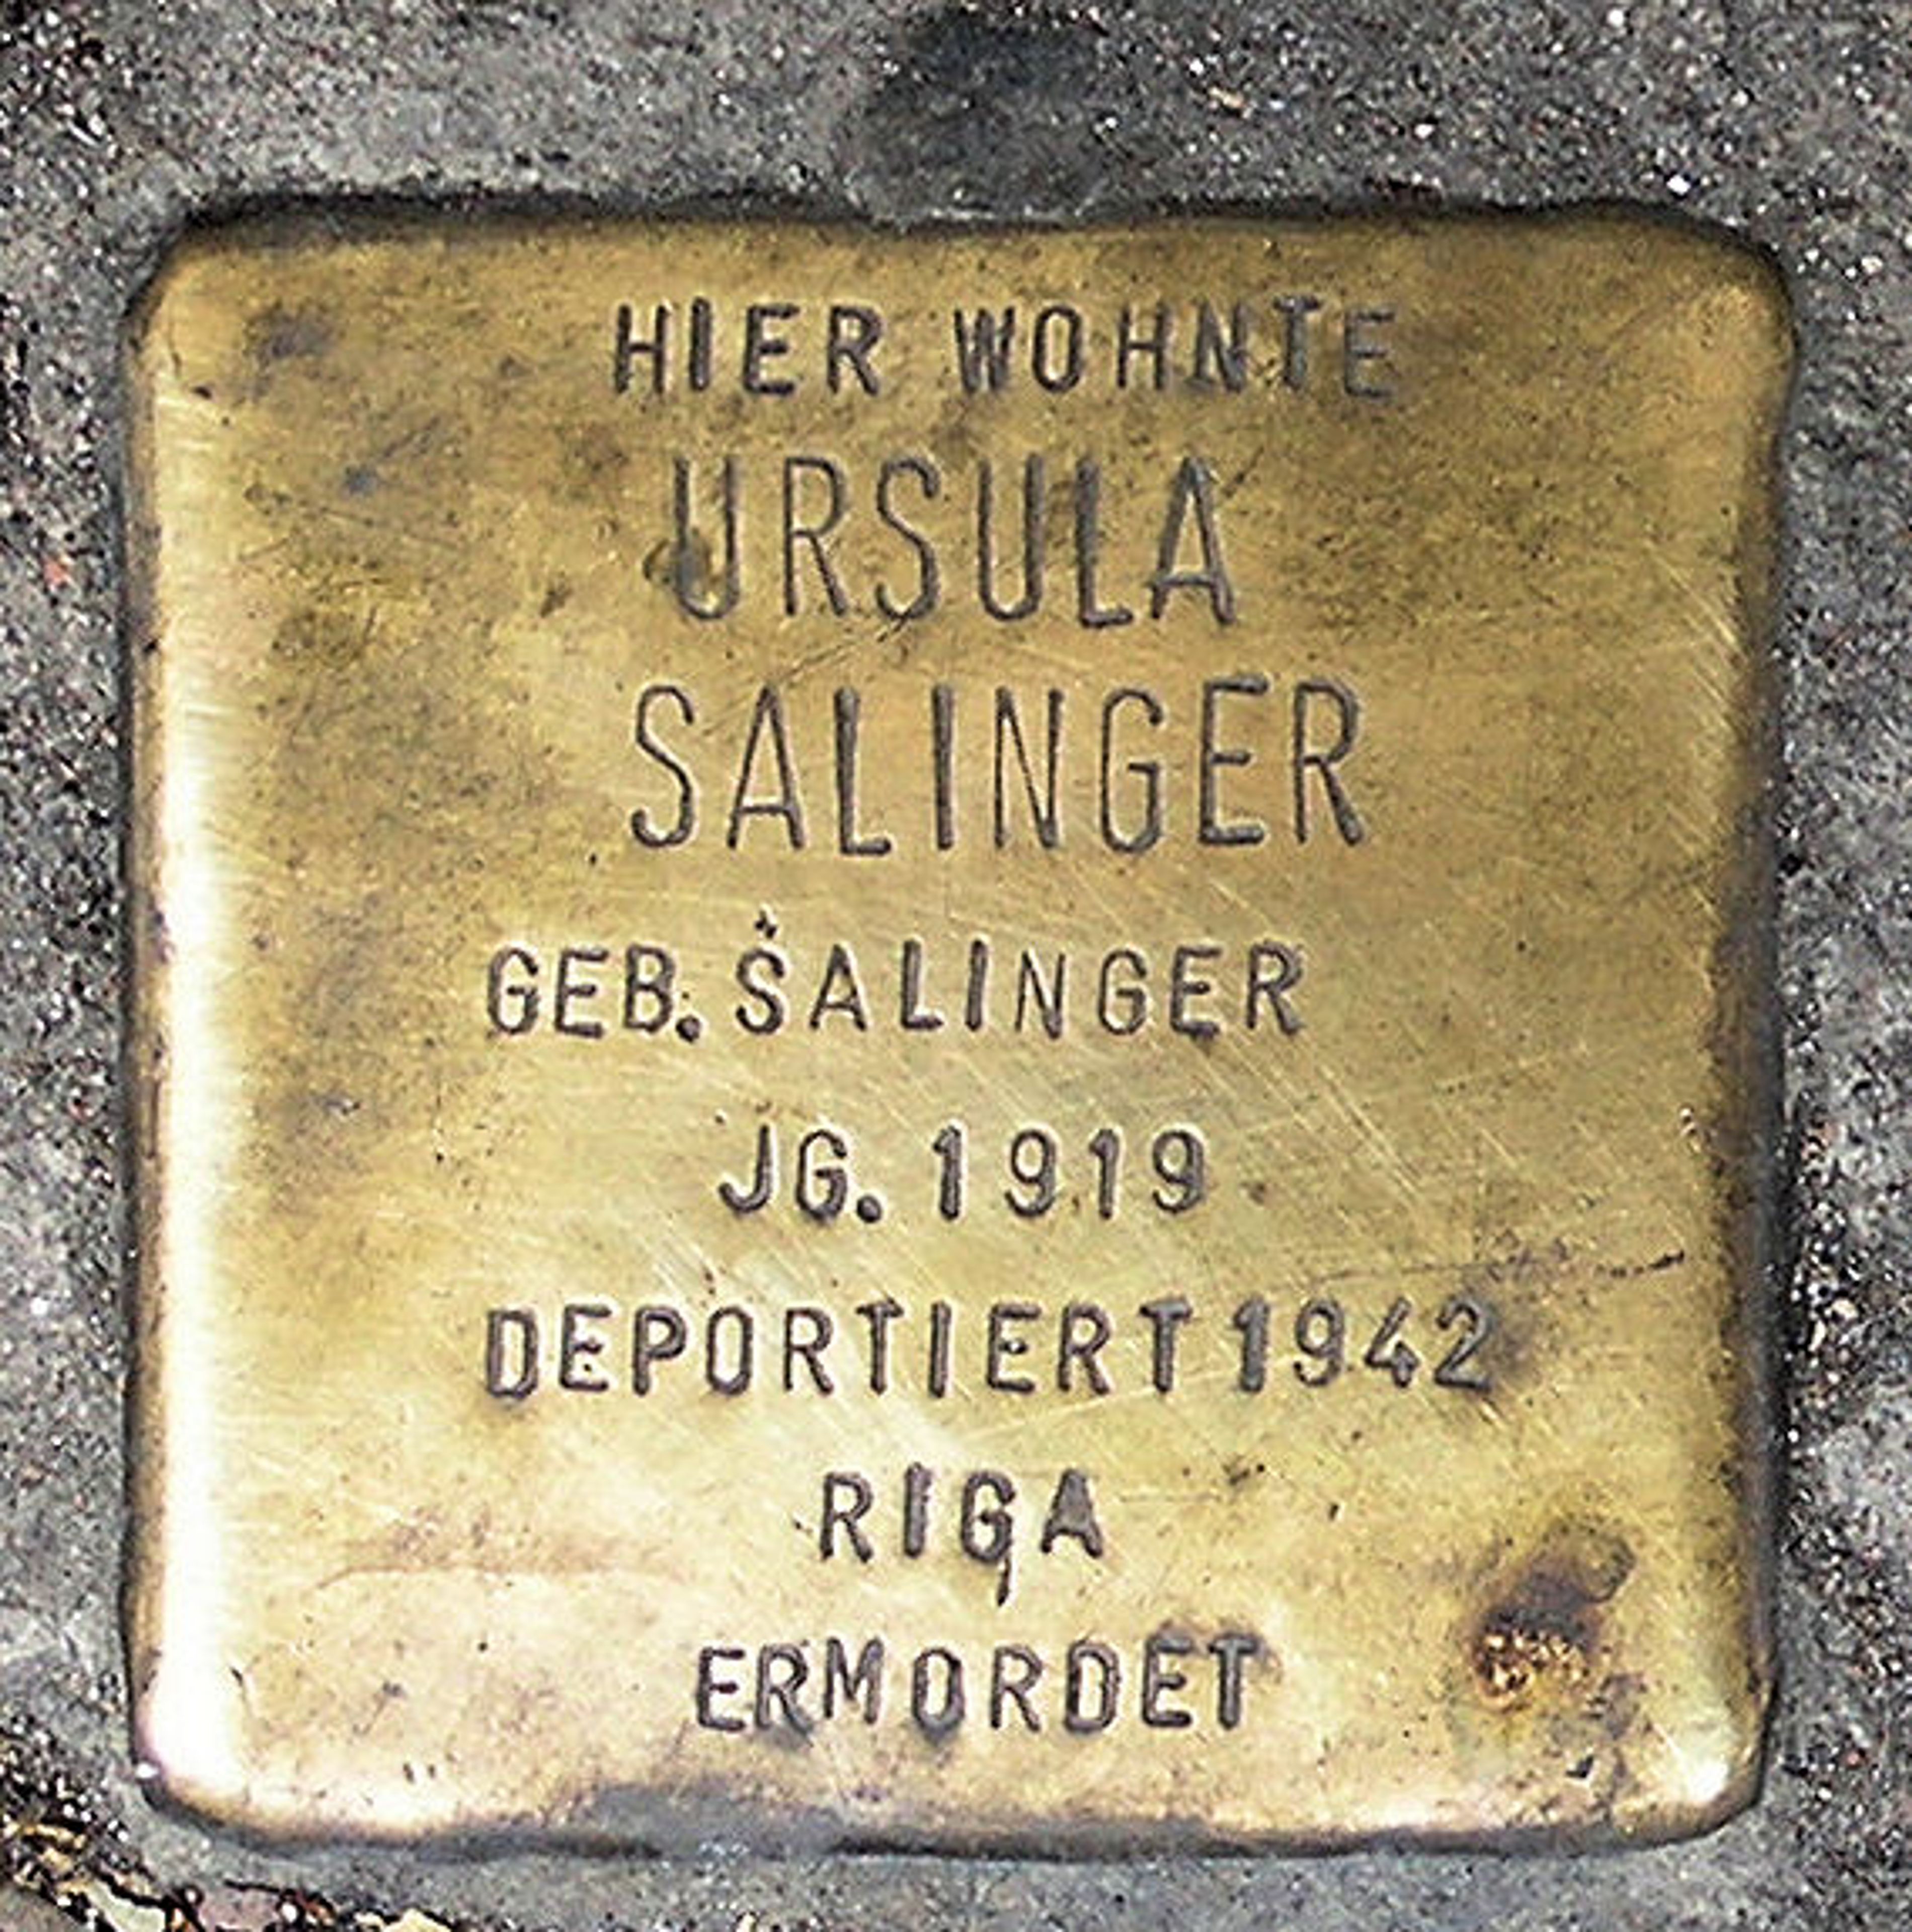 HIER WOHNTE
URSULA
SALINGER
GEB. SALINGER
JG. 1919
DEPORTIERT 1942
RIGA
ERMORDET